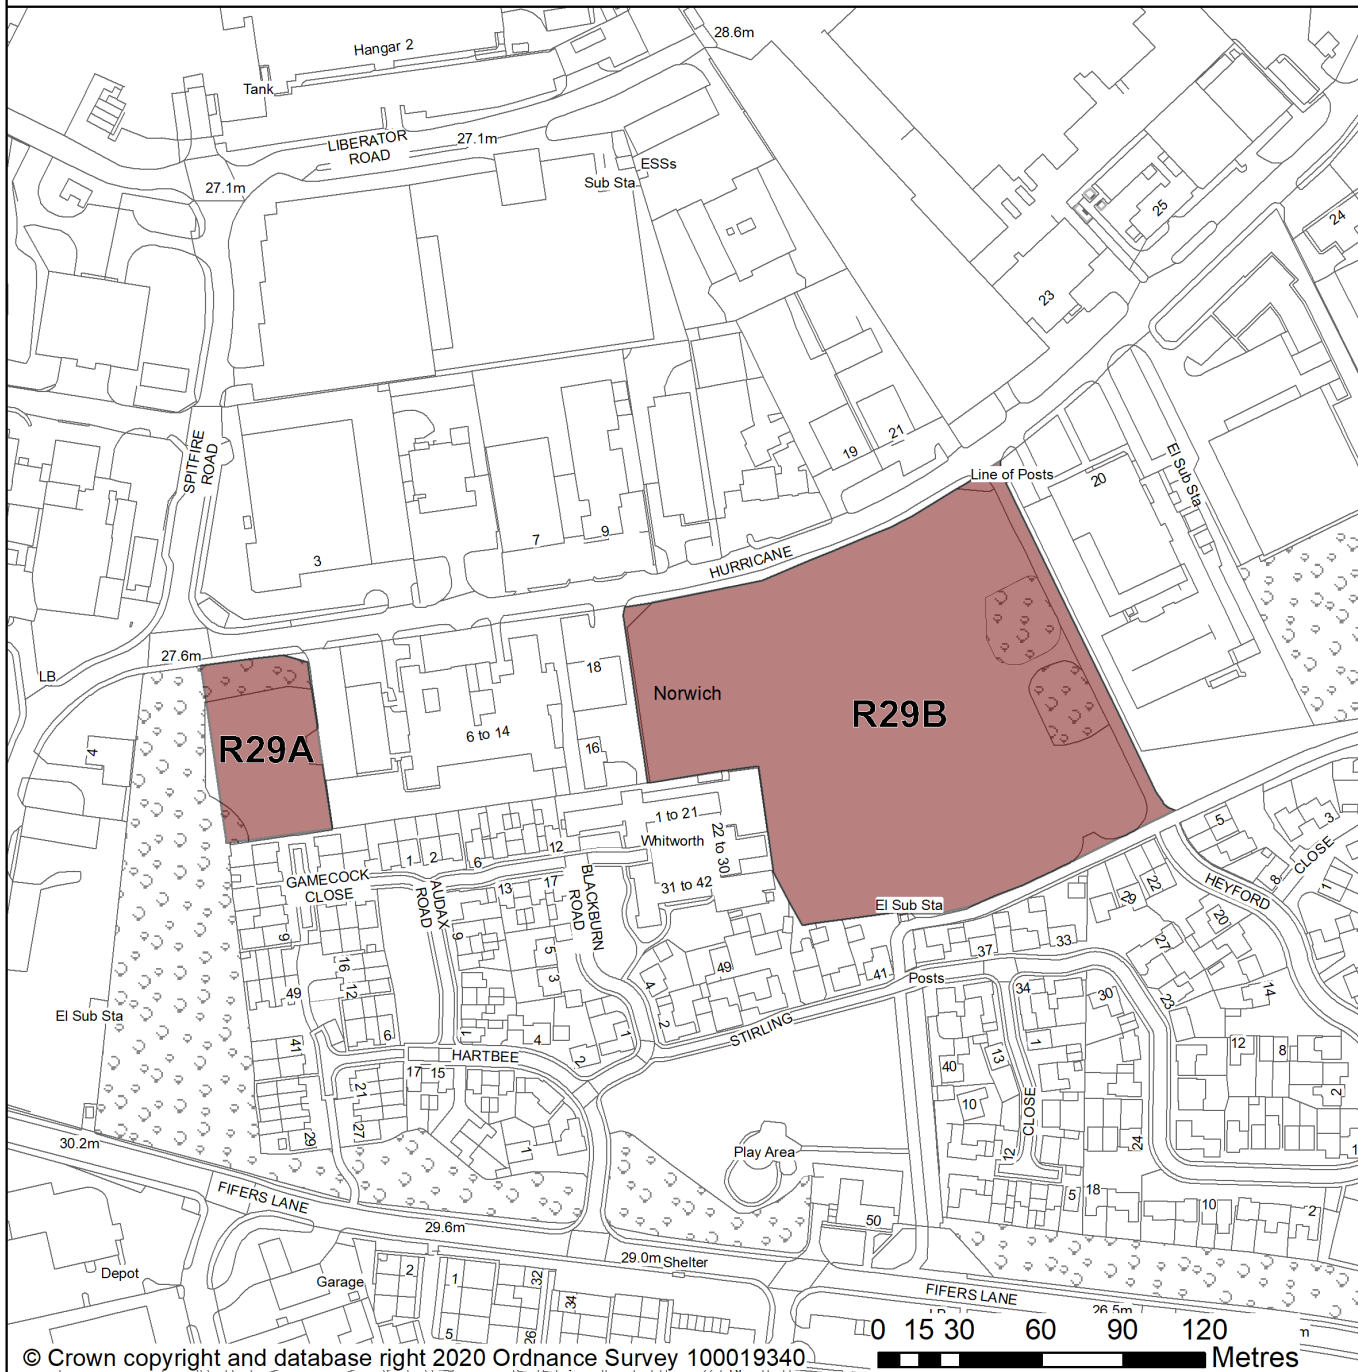 28.6m
Hangar 2
Tank
LIBERATOR
ROAD
27.1m
ESSs
Sub Sta
27.1m
25
24
23
SPITFIRE
ROAD
19
21
Line of Posts
20
El Sub Sta
3
7
9
HURRICANE
27.6m
LB
18
Norwich
R29B
R29A
6 to 14
16
4
1 to 21
Whitworth
22 to 30
31 to 42
12
1
2
6
GAMECOCK
CLOSE
AUDAX
ROAD
13
17
BLACKBURN
ROAD
El Sub Sta
5
3
8
CLOSE
1
HEYFORD
22
29
20
9
9
5
3
16
12
49
49
4
2
41
37
33
27
Posts
34
30
23
14
El Sub Sta
6
1
4
1
2
STIRLING
41
HARTBEE
17
15
21
27
29
1
40
13
1
10
CLOSE
12
12
8
2
24
1
30.2m
Play Area
5
18
10
2
50
FIFERS LANE
29.6m
29.0m
Shelter
Depot
Garage
2
1
32
34
5
26
FIFERS LANE
26.5m
0 15 30 60 90 120
Metres
© Crown copyright and database right 2020 Ordnance Survey 100019340